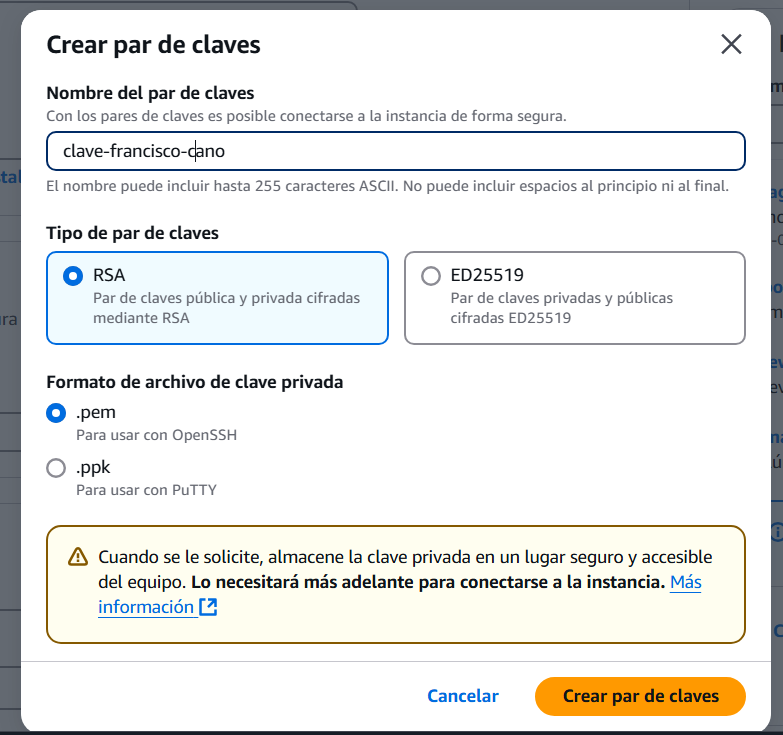 Crear par de claves
Nombre del par de claves
Con los pares de claves es posible conectarse a la instancia de forma segura.
clave-francisco-cano
El nombre puede incluir hasta 255 caracteres ASCII. No puede incluir espacios al principio ni al final.
Tipo de par de claves
RSA
Par de claves pública y privada cifradas
mediante RSA
ED25519
Par de claves privadas y públicas
cifradas ED25519
Formato de archivo de clave privada
.pem
Para usar con OpenSSH
.ppk
Para usar con PuTTY
Cuando se le solicite, almacene la clave privada en un lugar seguro y accesible
del equipo. Lo necesitará más adelante para conectarse a la instancia. Más
información
Cancelar
Crear par de claves